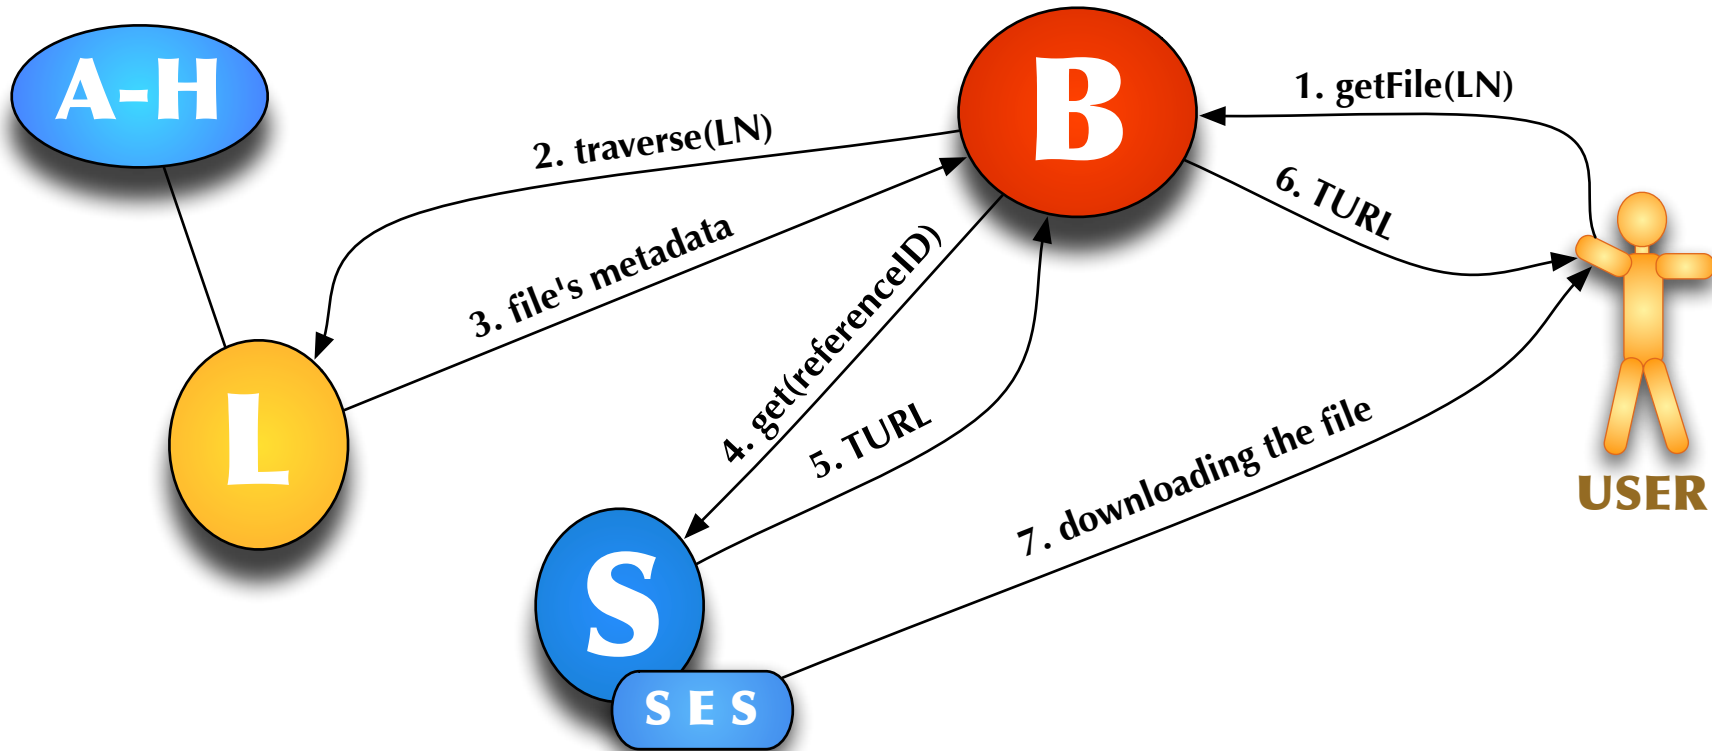 A-H
B
1. getFile(LN)
2. traverse(LN)
6. TURL
3. file's metadata
4. get(referenceID)
5. TURL
L
7. downloading the file
USER
S
S E S